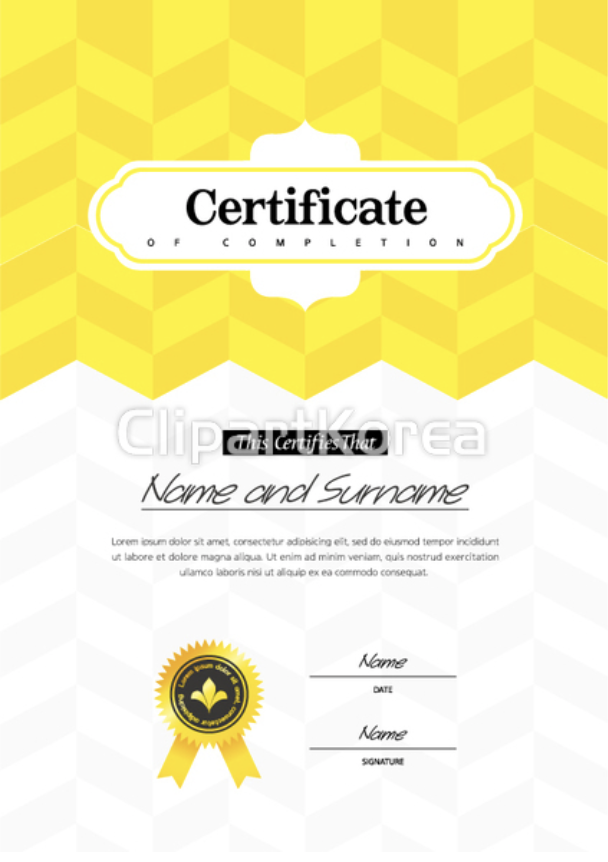 Certificate
OF COMPLETION
ClipartKorea
This Certifies That
Name and Surname
Lorem ipsum dolor sit amet, consectetur adipisicing elit, sed do eiusmod tempor incididunt
ut labore et dolore magna aliqua. Ut enim ad minim veniam, quis nostrud exercitation
ullamco laboris nisi ut aliquip ex ea commodo consequat.
Lorem ipsum dolor sit amet, consectetur adipisicing
Name
DATE
Name
SIGNATURE